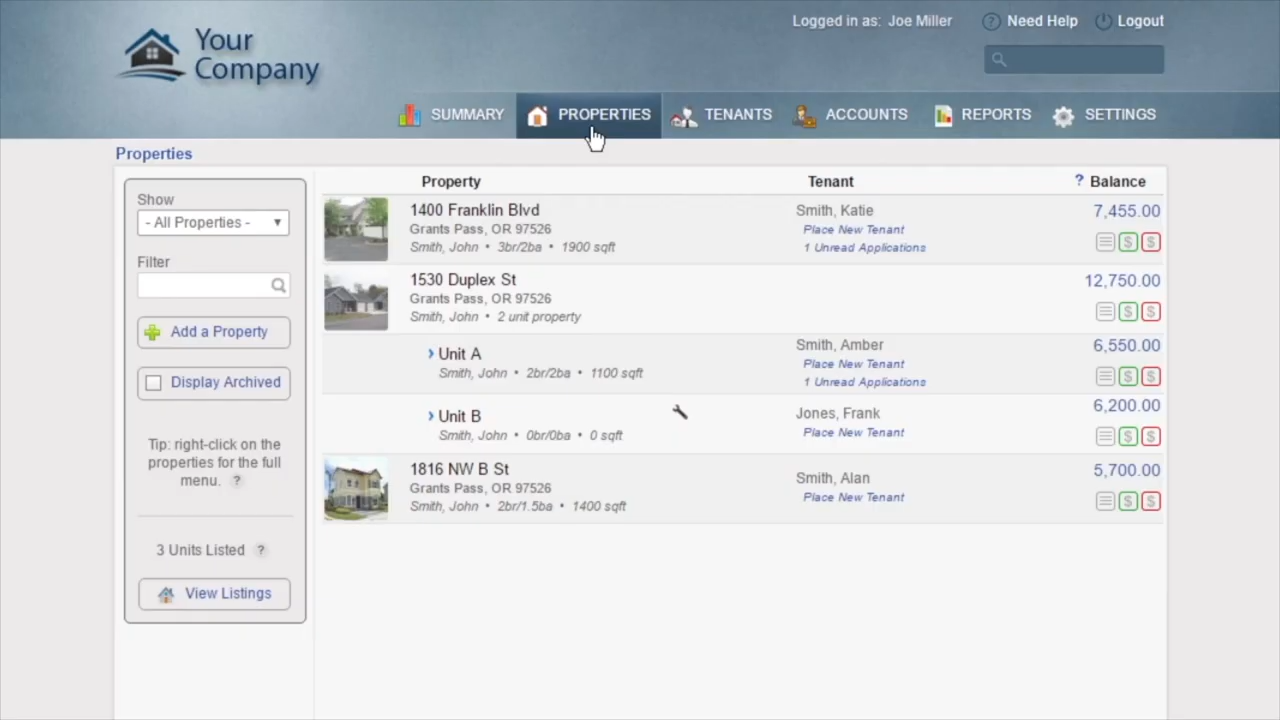 Your
Company
Logged in as: Joe Miller
Need Help
Logout
SUMMARY
PROPERTIES
TENANTS
ACCOUNTS
REPORTS
SETTINGS
Properties
Show
- All Properties -
Filter
Add a Property
Display Archived
Tip: right-click on the
properties for the full
menu. ?
3 Units Listed ?
View Listings
Property
Tenant
? Balance
1400 Franklin Blvd
Grants Pass, OR 97526
Smith, John • 3br/2ba • 1900 sqft
Smith, Katie
Place New Tenant
1 Unread Applications
7,455.00
$ $
1530 Duplex St
Grants Pass, OR 97526
Smith, John • 2 unit property
12,750.00
$ $
Unit A
Smith, John • 2br/2ba • 1100 sqft
Smith, Amber
Place New Tenant
1 Unread Applications
6,550.00
$ $
Unit B
Smith, John • 0br/0ba • 0 sqft
Jones, Frank
Place New Tenant
6,200.00
$ $
1816 NW B St
Grants Pass, OR 97526
Smith, John • 2br/1.5ba • 1400 sqft
Smith, Alan
Place New Tenant
5,700.00
$ $